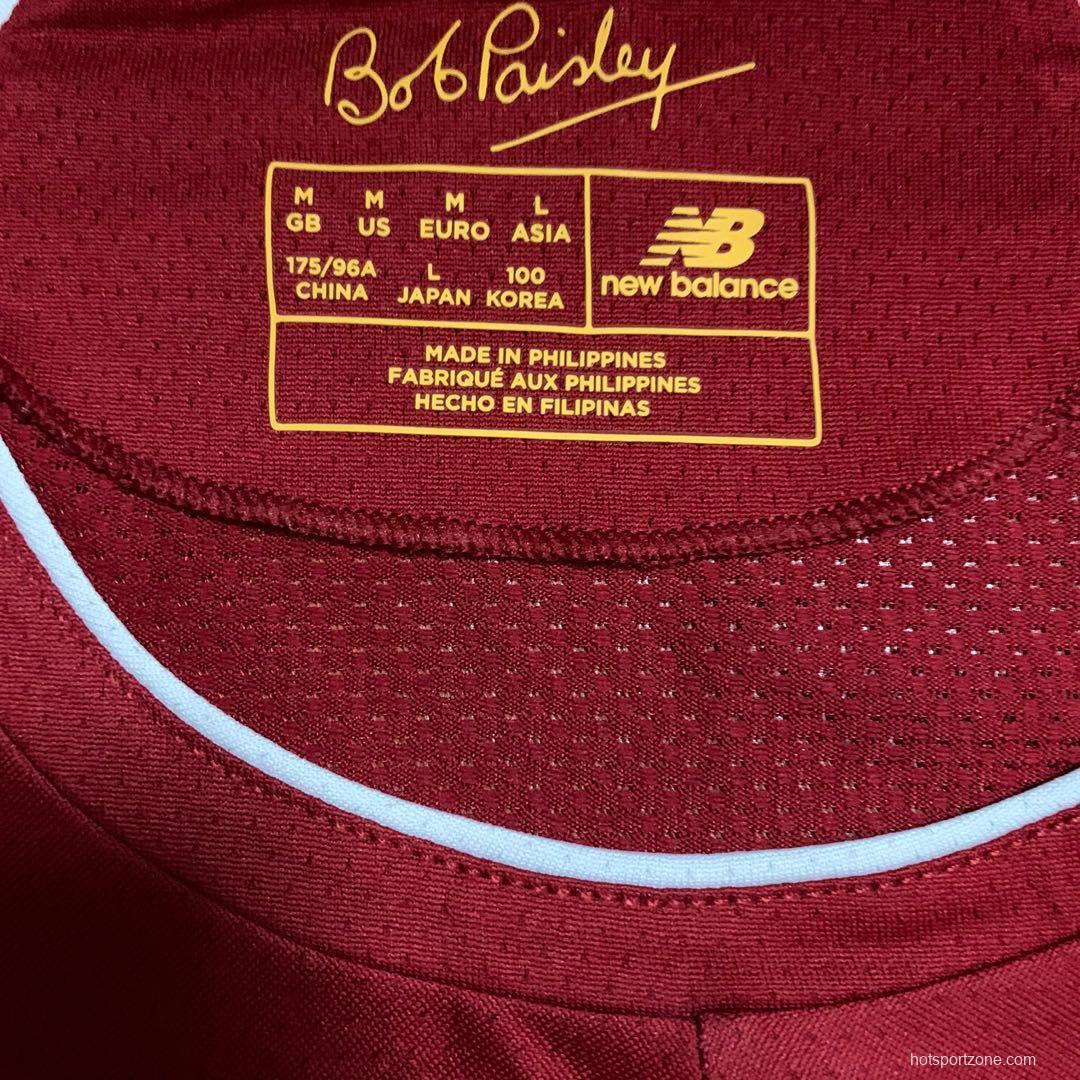 Bob Paisley
M M M L
GB US EURO ASIA
175/96A L 100
CHINA JAPAN KOREA
NB
new balance
MADE IN PHILIPPINES
FABRIQUÉ AUX PHILIPPINES
HECHO EN FILIPINAS
hotsportzone.com